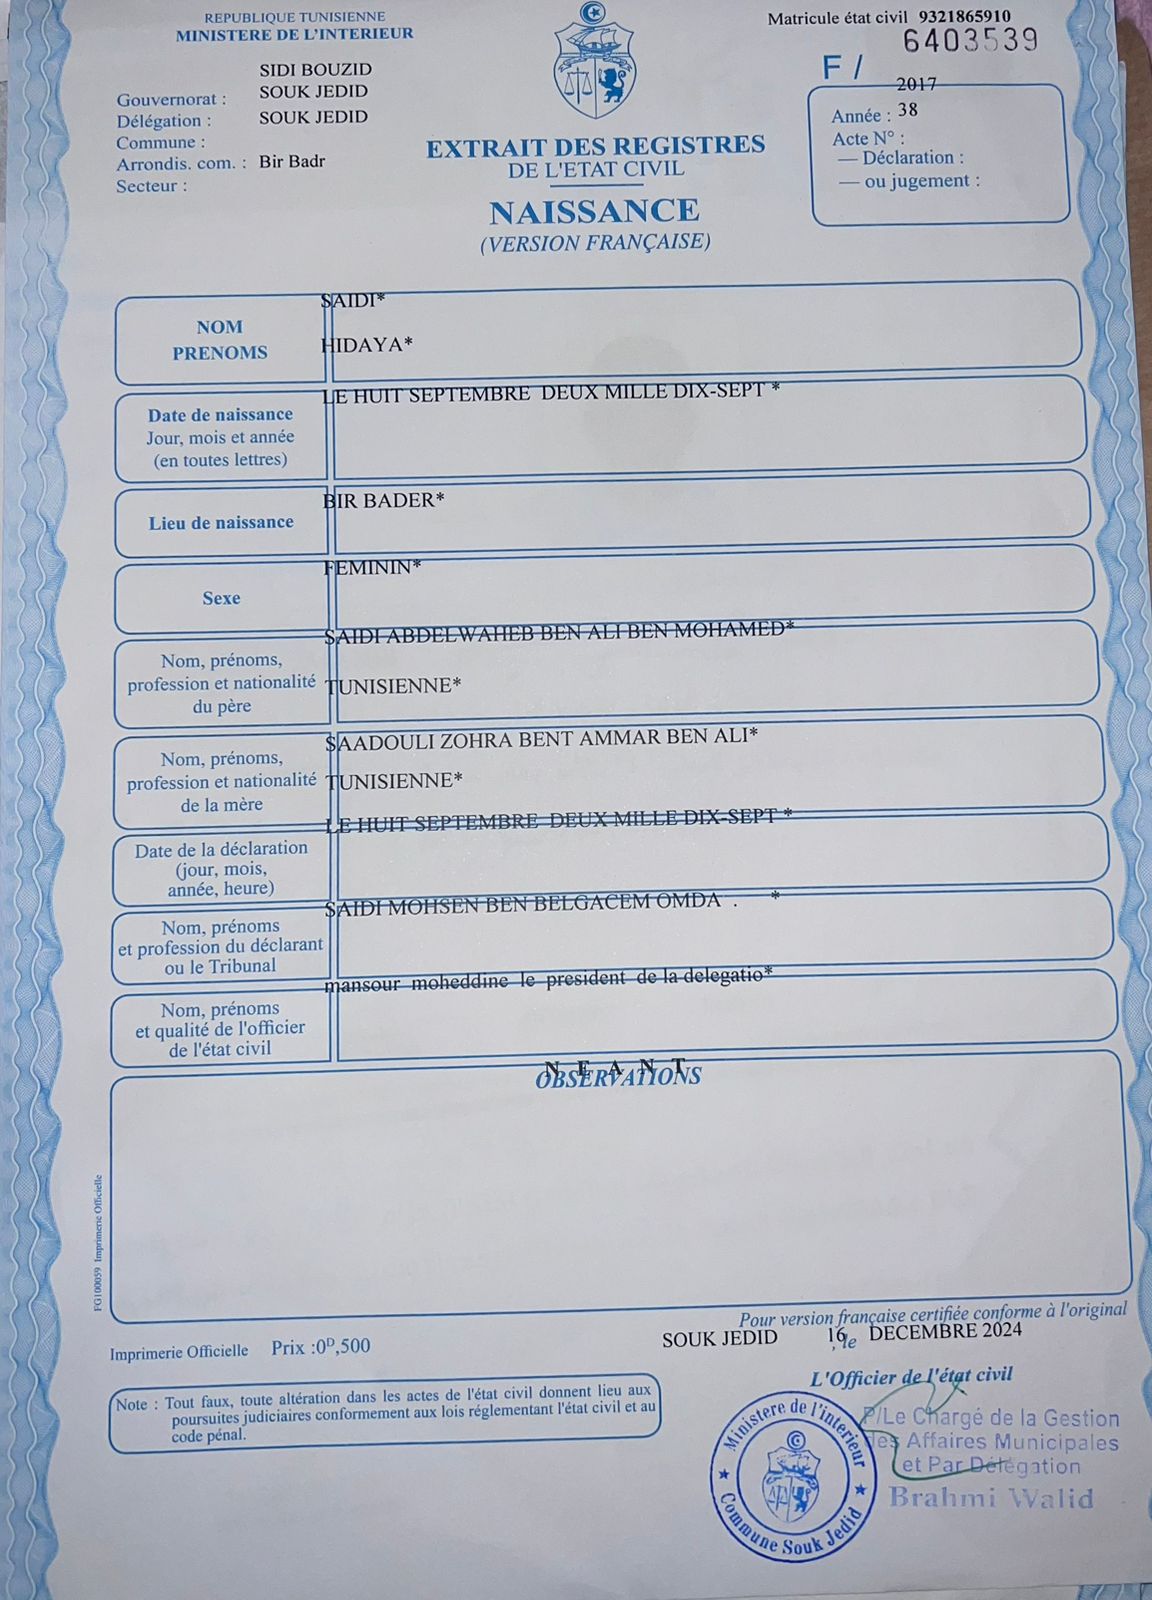 REPUBLIQUE TUNISIENNE
MINISTERE DE L'INTERIEUR
Matricule état civil 9321865910
6403539
F /
SIDI BOUZID
Gouvernorat : SOUK JEDID
Délégation : SOUK JEDID
Commune :
Arrondis. com. : Bir Badr
Secteur :
2017
Année : 38
Acte N° :
— Déclaration :
— ou jugement :
EXTRAIT DES REGISTRES
DE L'ETAT CIVIL
NAISSANCE
(VERSION FRANÇAISE)
NOM
PRENOMS
SAIDI*
HIDAYA*
Date de naissance
Jour, mois et année
(en toutes lettres)
LE HUIT SEPTEMBRE DEUX MILLE DIX-SEPT *
Lieu de naissance
BIR BADER*
Sexe
FEMININ*
Nom, prénoms,
profession et nationalité
du père
SAIDI ABDELWAHEB BEN ALI BEN MOHAMED*
TUNISIENNE*
Nom, prénoms,
profession et nationalité
de la mère
SAADOULI ZOHRA BENT AMMAR BEN ALI*
TUNISIENNE*
Date de la déclaration
(jour, mois,
année, heure)
LE HUIT SEPTEMBRE DEUX MILLE DIX-SEPT *
Nom, prénoms
et profession du déclarant
ou le Tribunal
SAIDI MOHSEN BEN BELGACEM OMDA . *
Nom, prénoms
et qualité de l'officier
de l'état civil
mansour moheddine le president de la delegatio*
N E A N T
OBSERVATIONS
FG100059 Imprimerie Officielle
Pour version française certifiée conforme à l'original
SOUK JEDID 16 , le DECEMBRE 2024
Imprimerie Officielle Prix :0ᴰ,500
L'Officier de l'état civil
Note : Tout faux, toute altération dans les actes de l'état civil donnent lieu aux
poursuites judiciaires conformement aux lois réglementant l'état civil et au
code pénal.
P/Le Chargé de la Gestion
des Affaires Municipales
et Par Délégation
Brahmi Walid
Ministere de l'interieur
Commune Souk Jedid